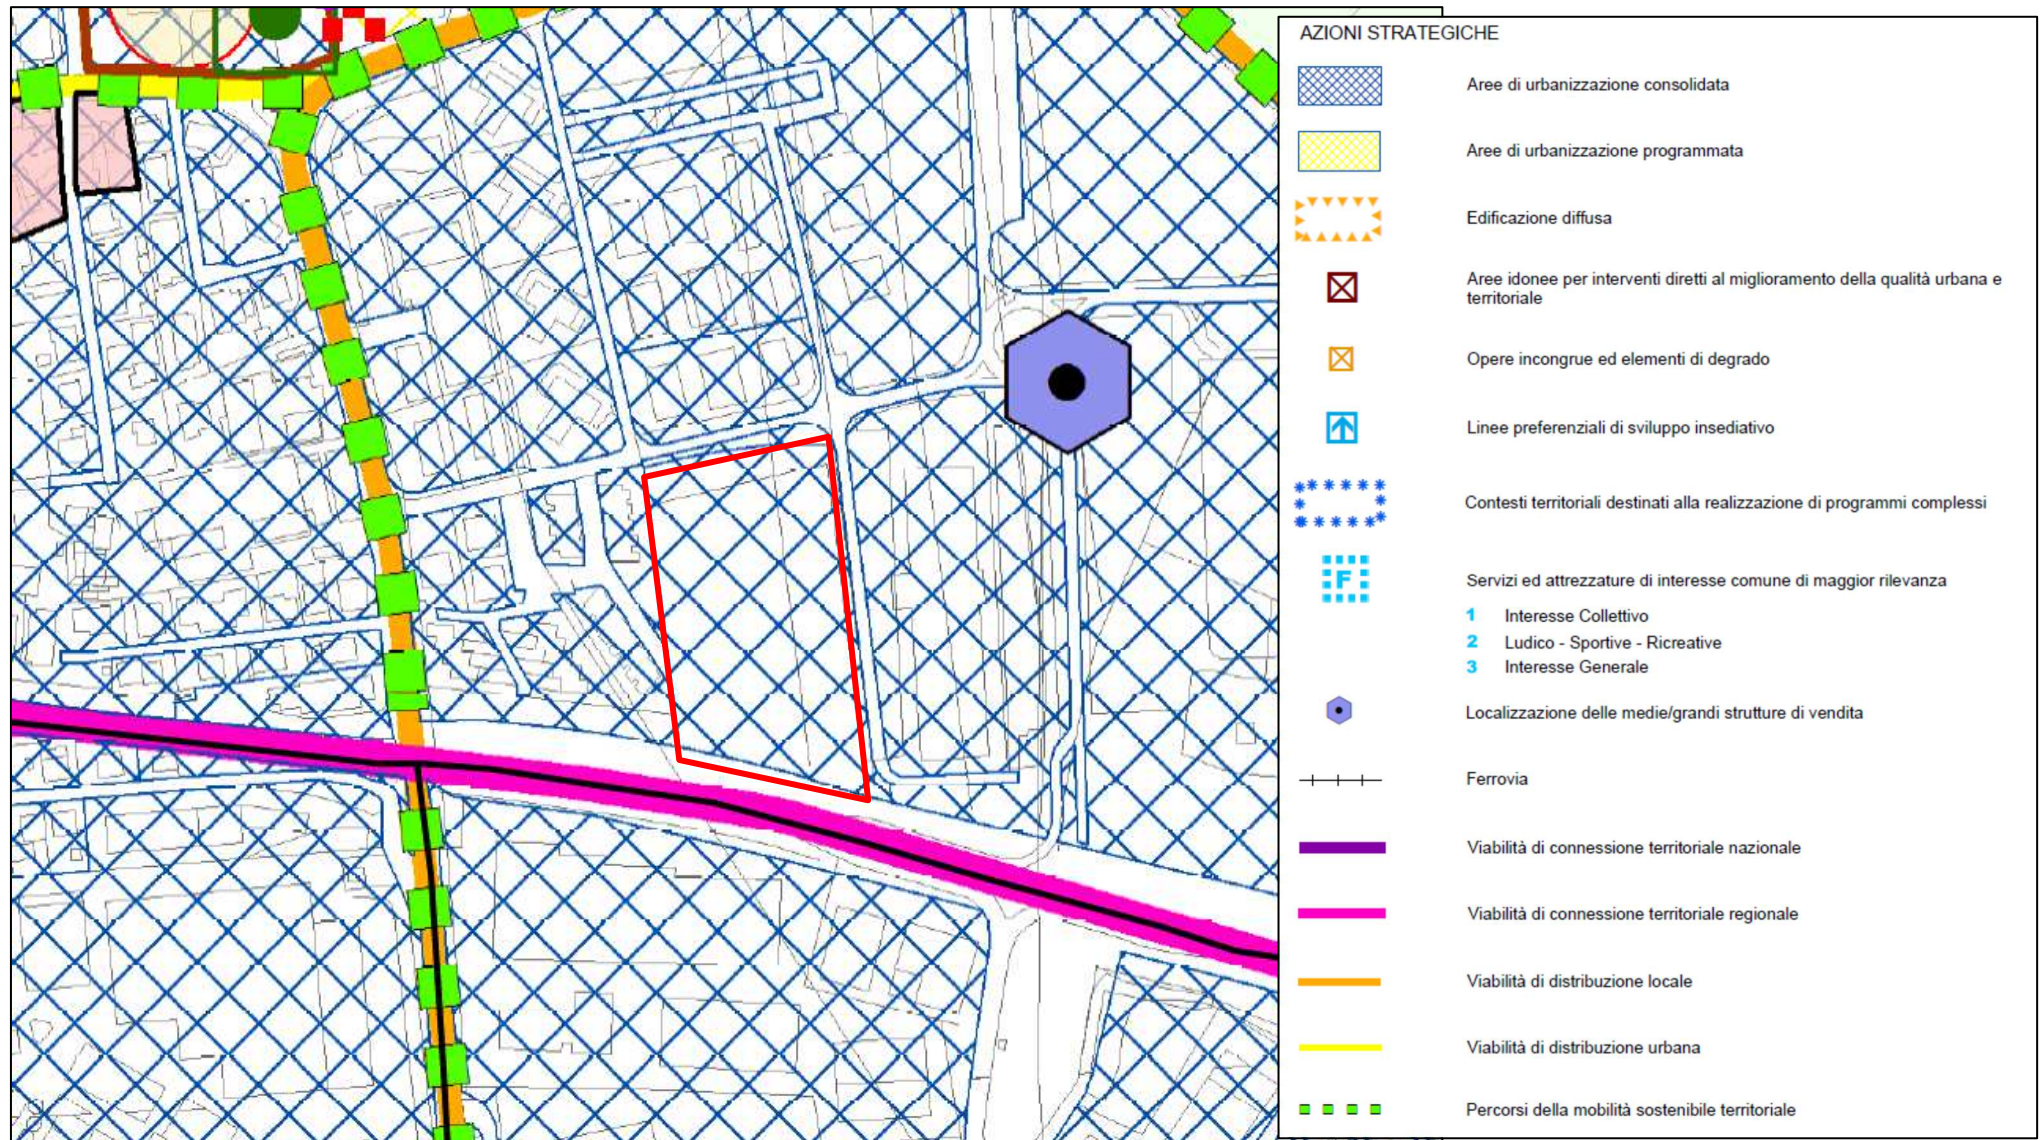 AZIONI STRATEGICHE
Aree di urbanizzazione consolidata
Aree di urbanizzazione programmata
Edificazione diffusa
Aree idonee per interventi diretti al miglioramento della qualità urbana e
territoriale
Opere incongrue ed elementi di degrado
Linee preferenziali di sviluppo insediativo
Contesti territoriali destinati alla realizzazione di programmi complessi
F
Servizi ed attrezzature di interesse comune di maggior rilevanza
1 Interesse Collettivo
2 Ludico - Sportive - Ricreative
3 Interesse Generale
Localizzazione delle medie/grandi strutture di vendita
Ferrovia
Viabilità di connessione territoriale nazionale
Viabilità di connessione territoriale regionale
Viabilità di distribuzione locale
Viabilità di distribuzione urbana
Percorsi della mobilità sostenibile territoriale